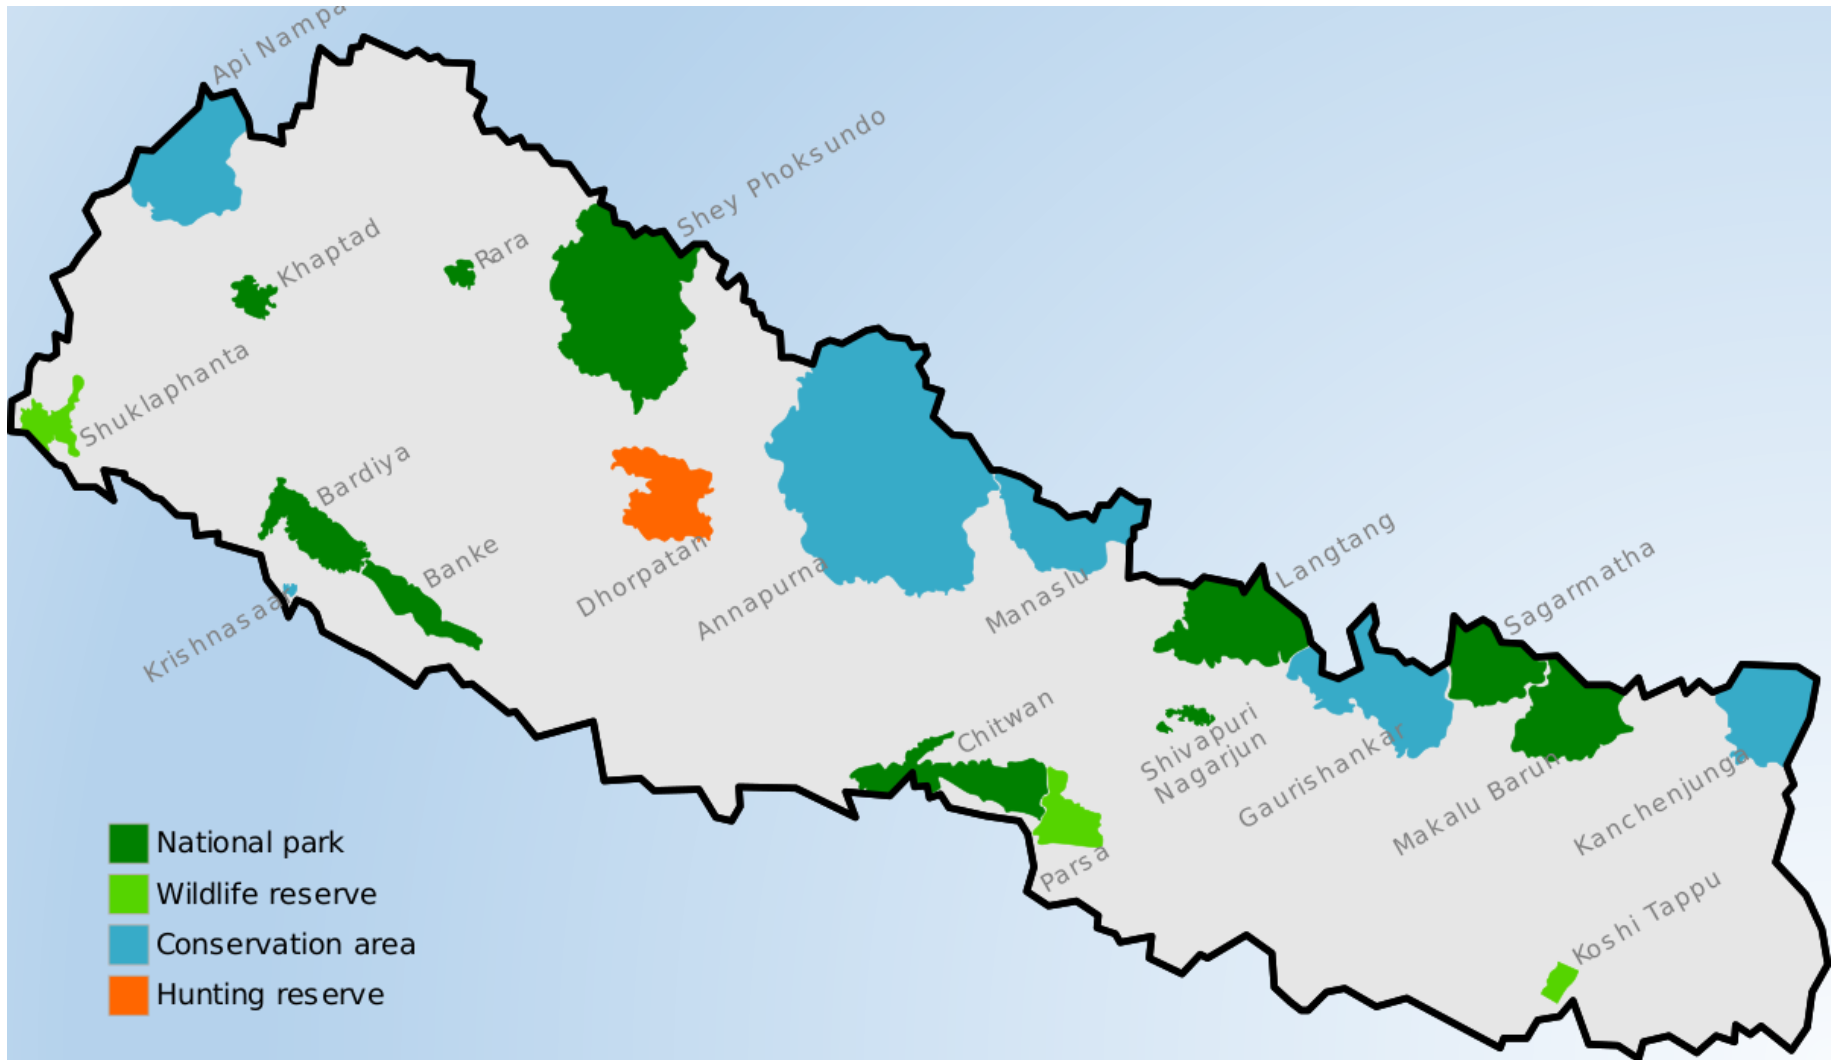 Api Nampa
Shey Phoksundo
Khaptad
Rara
Shuklaphanta
Bardiya
Banke
Krishnasaar
Dhorpatan
Annapurna
Manaslu
Langtang
Sagarmatha
Chitwan
Shivapuri
Nagarjun
Gaurishankar
Makalu Barun
Kanchenjunga
Parsa
Koshi Tappu
National park
Wildlife reserve
Conservation area
Hunting reserve